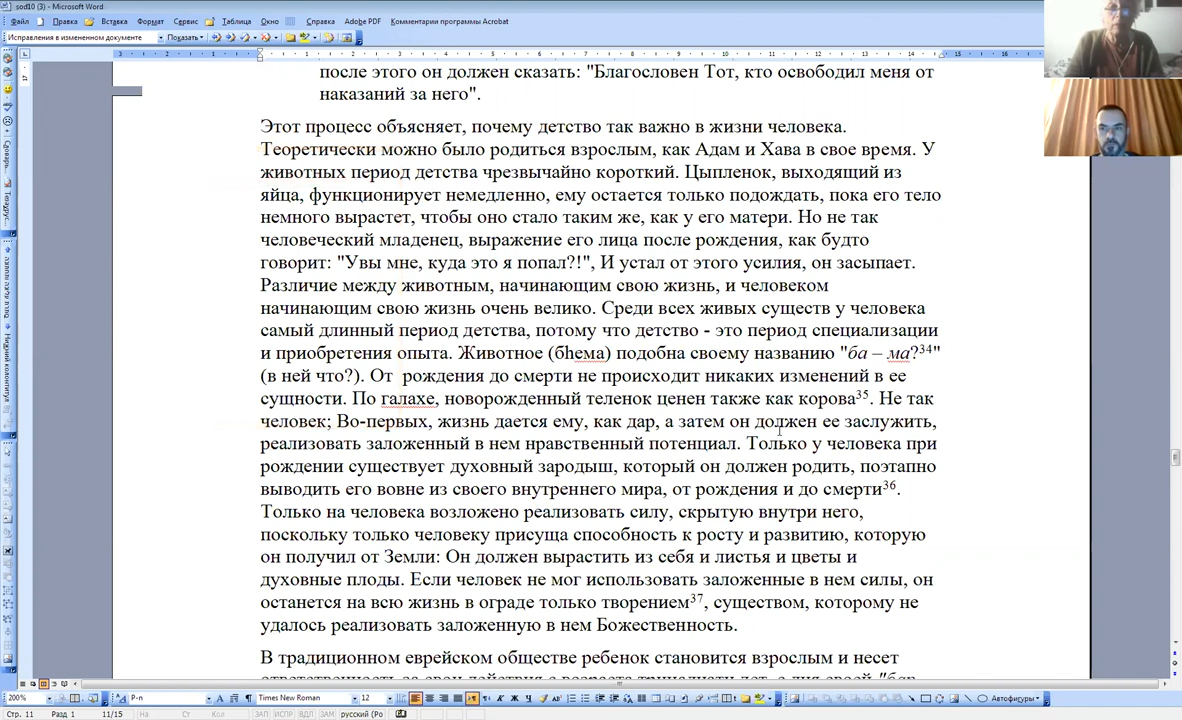 sod10 (3) - Microsoft Word
Файл Правка Вставка Формат Сервис Таблица Окно Справка Adobe PDF Комментарии программы Acrobat
Исправления в измененном документе Показать
после этого он должен сказать: "Благословен Тот, кто освободил меня от
наказаний за него".
Этот процесс объясняет, почему детство так важно в жизни человека.
Теоретически можно было родиться взрослым, как Адам и Хава в свое время. У
животных период детства чрезвычайно короткий. Цыпленок, выходящий из
яйца, функционирует немедленно, ему остается только подождать, пока его тело
немного вырастет, чтобы оно стало таким же, как у его матери. Но не так
человеческий младенец, выражение его лица после рождения, как будто
говорит: "Увы мне, куда это я попал?!", И устал от этого усилия, он засыпает.
Различие между животным, начинающим свою жизнь, и человеком
начинающим свою жизнь очень велико. Среди всех живых существ у человека
самый длинный период детства, потому что детство - это период специализации
и приобретения опыта. Животное (бhема) подобна своему названию "ба – ма?34"
(в ней что?). От рождения до смерти не происходит никаких изменений в ее
сущности. По галахе, новорожденный теленок ценен также как корова35. Не так
человек; Во-первых, жизнь дается ему, как дар, а затем он должен ее заслужить,
реализовать заложенный в нем нравственный потенциал. Только у человека при
рождении существует духовный зародыш, который он должен родить, поэтапно
выводить его вовне из своего внутреннего мира, от рождения и до смерти36.
Только на человека возложено реализовать силу, скрытую внутри него,
поскольку только человеку присуща способность к росту и развитию, которую
он получил от Земли: Он должен вырастить из себя и листья и цветы и
духовные плоды. Если человек не мог использовать заложенные в нем силы, он
останется на всю жизнь в ограде только творением37, существом, которому не
удалось реализовать заложенную в нем Божественность.
В традиционном еврейском обществе ребенок становится взрослым и несет
200% P-n Times New Roman 12 Автофигуры
Стр. 11 Разд 1 11/15 На Ст Кол ЗАП ИСПР ВДЛ ЗАМ русский (Ро